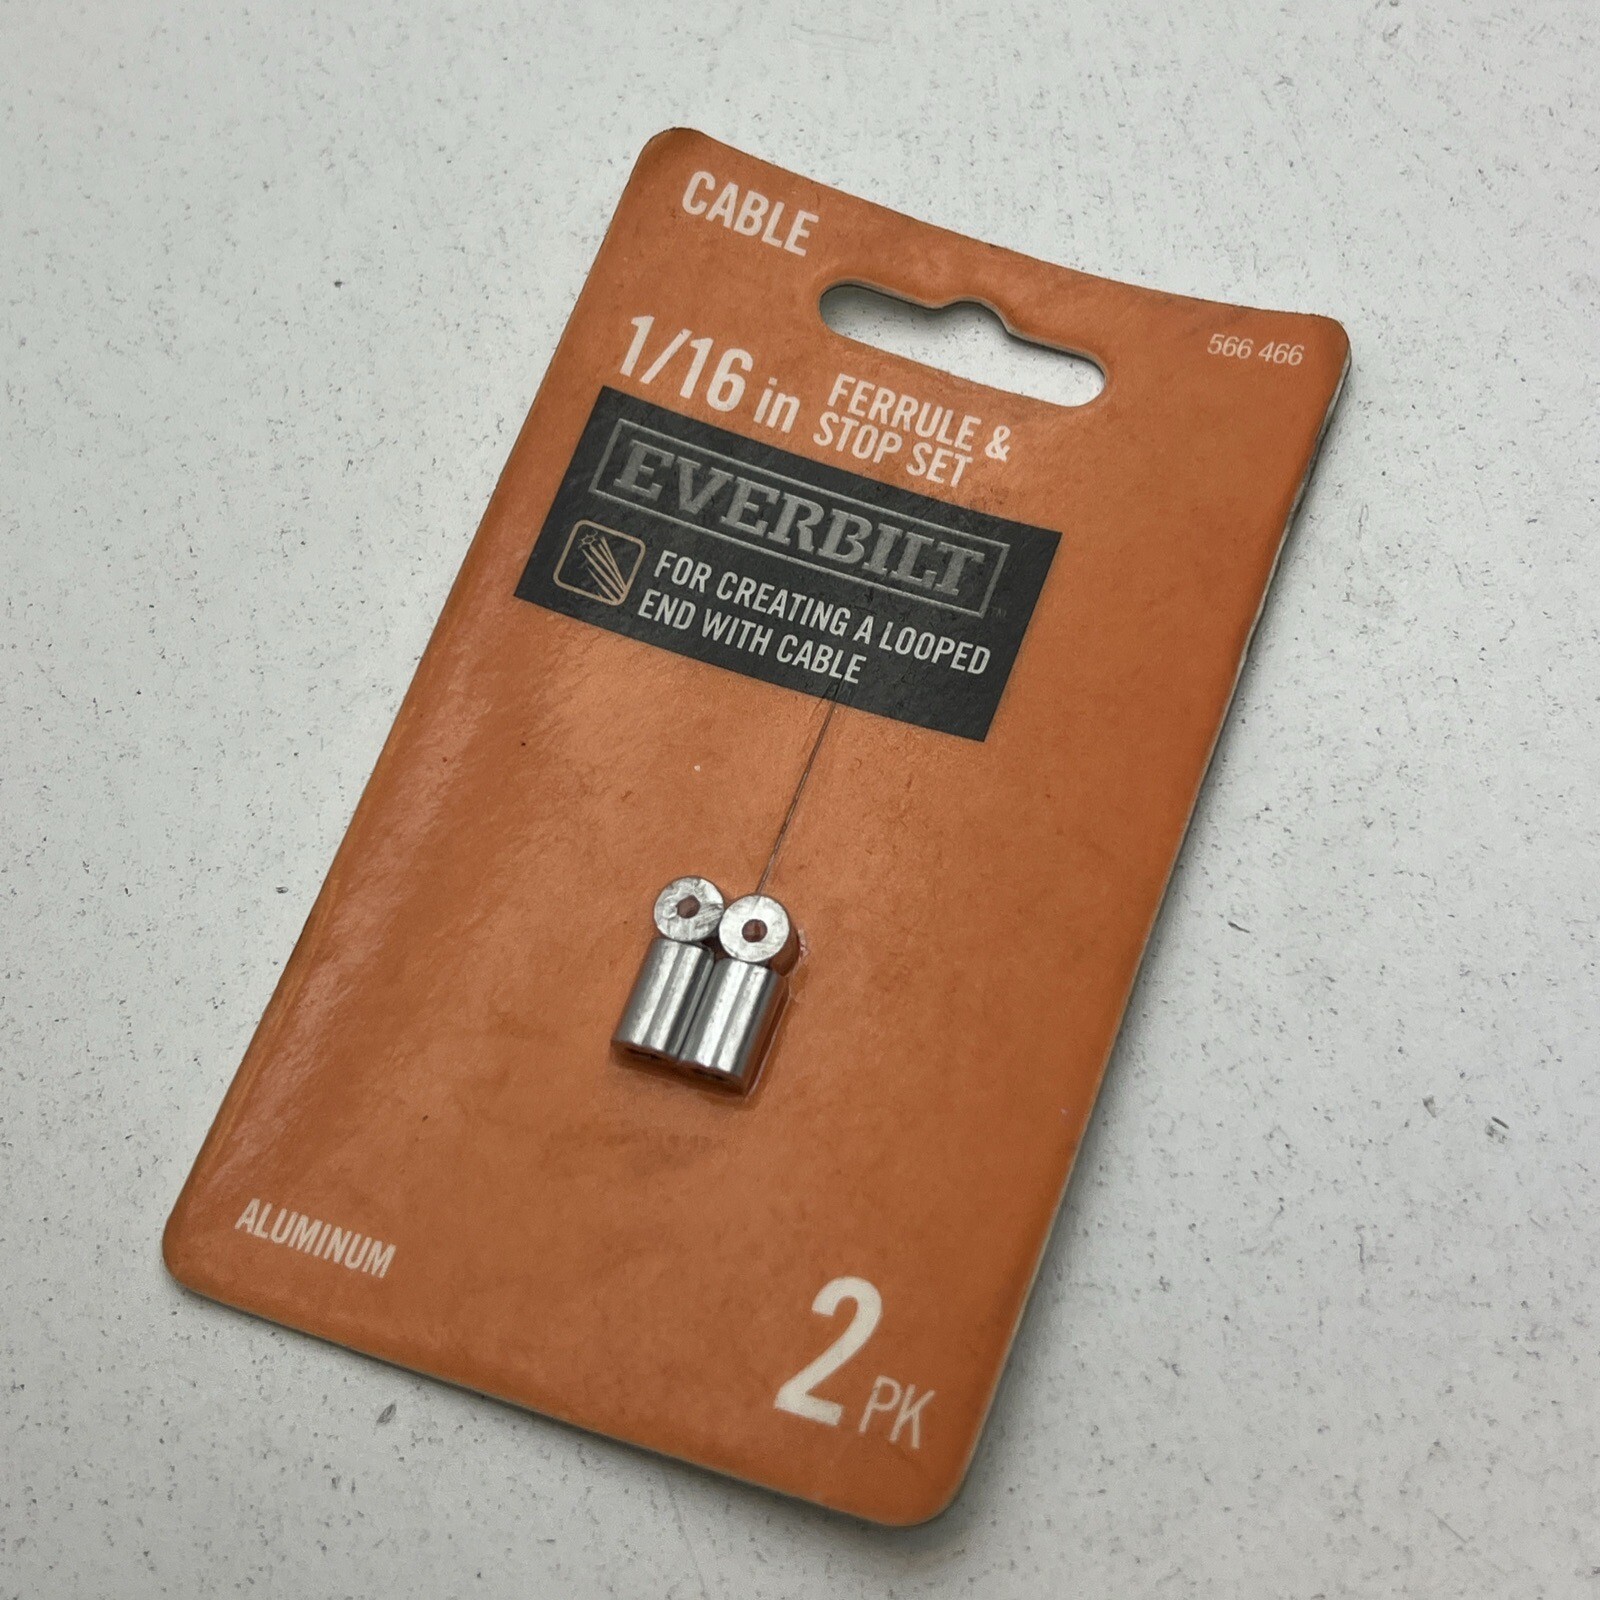 CABLE
566 466
1/16 in
FERRULE &
STOP SET
EVERBILT
FOR CREATING A LOOPED
END WITH CABLE
ALUMINUM
2 PK